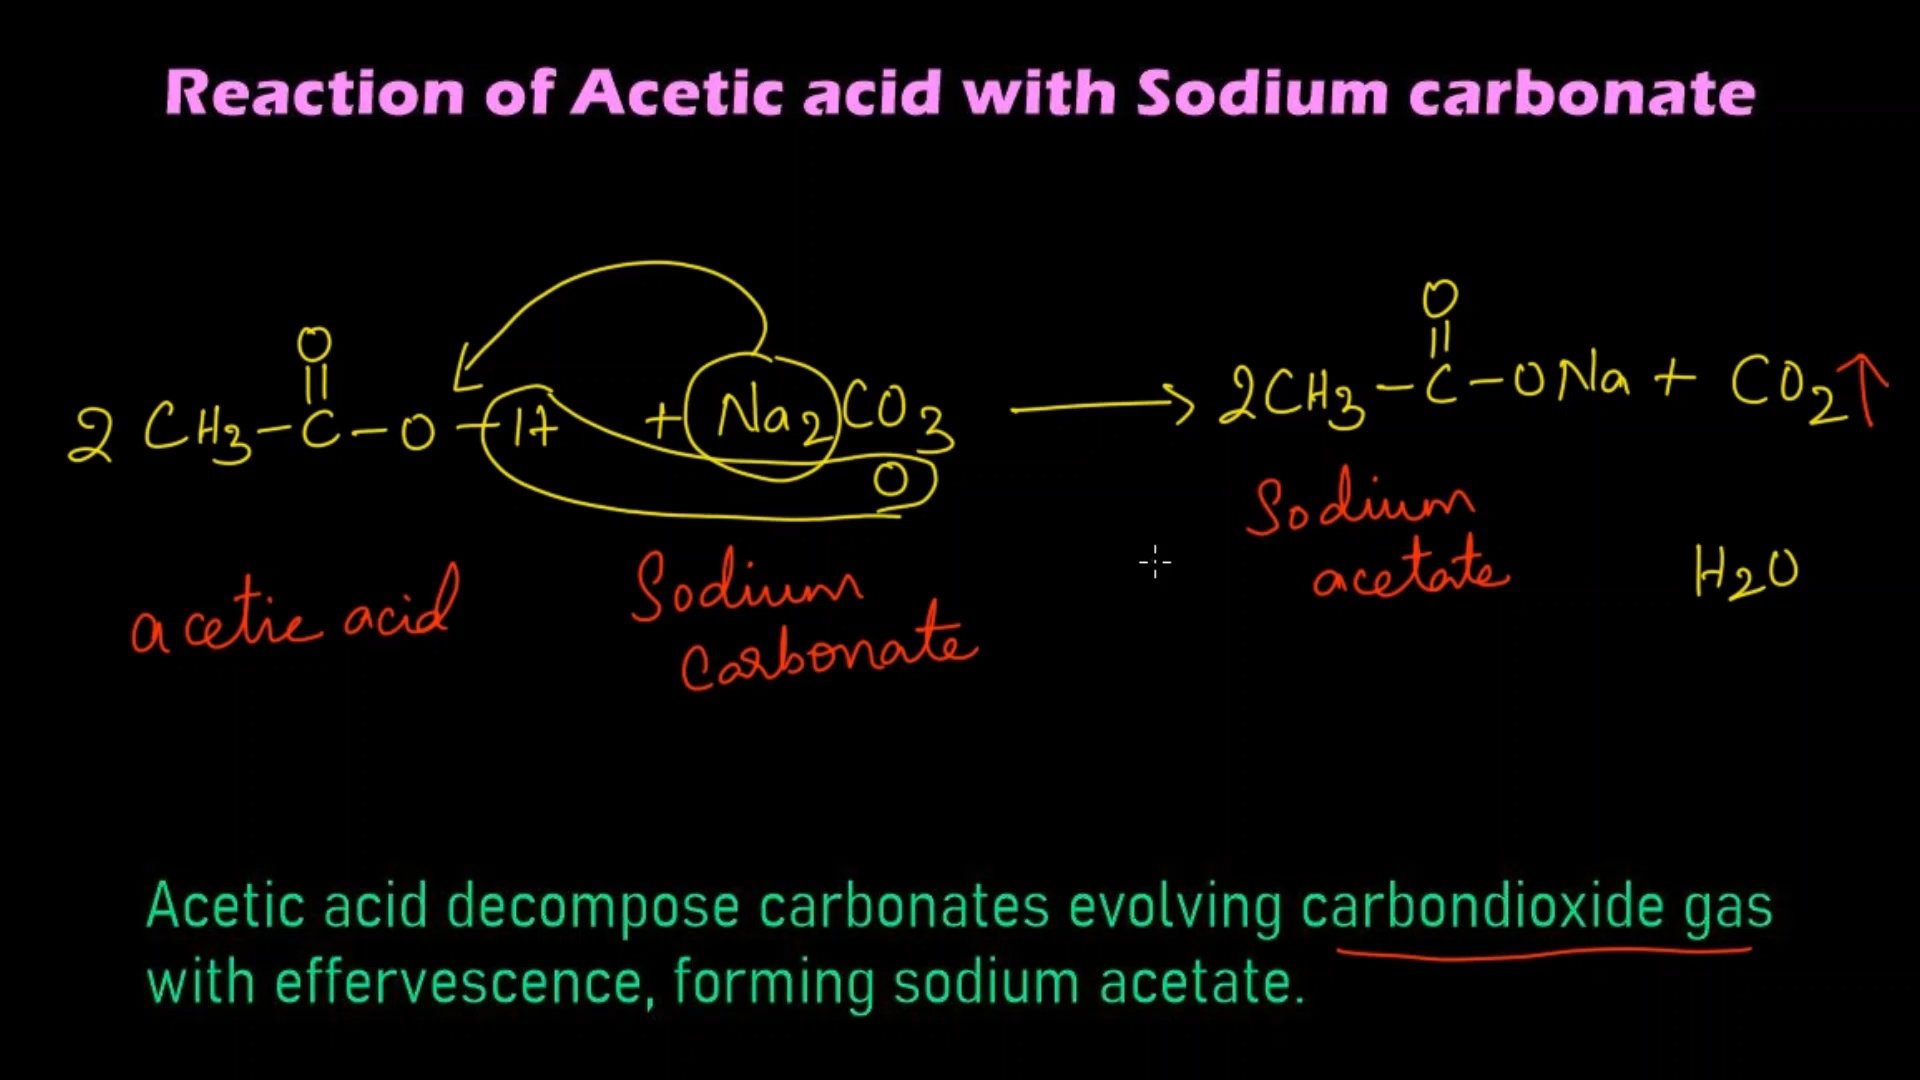 Reaction of Acetic acid with Sodium carbonate
O
||
2 CH3-C-O-H + Na2CO3 ⟶ 2CH3-C-ONa + CO2↑
O
||
O
acetic acid
Sodium
carbonate
Sodium
acetate
H2O
Acetic acid decompose carbonates evolving carbondioxide gas
with effervescence, forming sodium acetate.